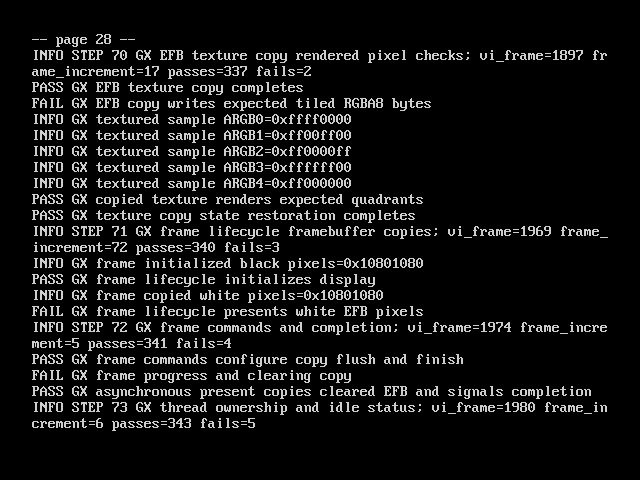 -- page 28 --
INFO STEP 70 GX EFB texture copy rendered pixel checks; vi_frame=1897 fr
ame_increment=17 passes=337 fails=2
PASS GX EFB texture copy completes
FAIL GX EFB copy writes expected tiled RGBA8 bytes
INFO GX textured sample ARGB0=0xffff0000
INFO GX textured sample ARGB1=0xff00ff00
INFO GX textured sample ARGB2=0xff0000ff
INFO GX textured sample ARGB3=0xffffff00
INFO GX textured sample ARGB4=0xff000000
PASS GX copied texture renders expected quadrants
PASS GX texture copy state restoration completes
INFO STEP 71 GX frame lifecycle framebuffer copies; vi_frame=1969 frame_
increment=72 passes=340 fails=3
INFO GX frame initialized black pixels=0x10801080
PASS GX frame lifecycle initializes display
INFO GX frame copied white pixels=0x10801080
FAIL GX frame lifecycle presents white EFB pixels
INFO STEP 72 GX frame commands and completion; vi_frame=1974 frame_incre
ment=5 passes=341 fails=4
PASS GX frame commands configure copy flush and finish
FAIL GX frame progress and clearing copy
PASS GX asynchronous present copies cleared EFB and signals completion
INFO STEP 73 GX thread ownership and idle status; vi_frame=1980 frame_in
crement=6 passes=343 fails=5